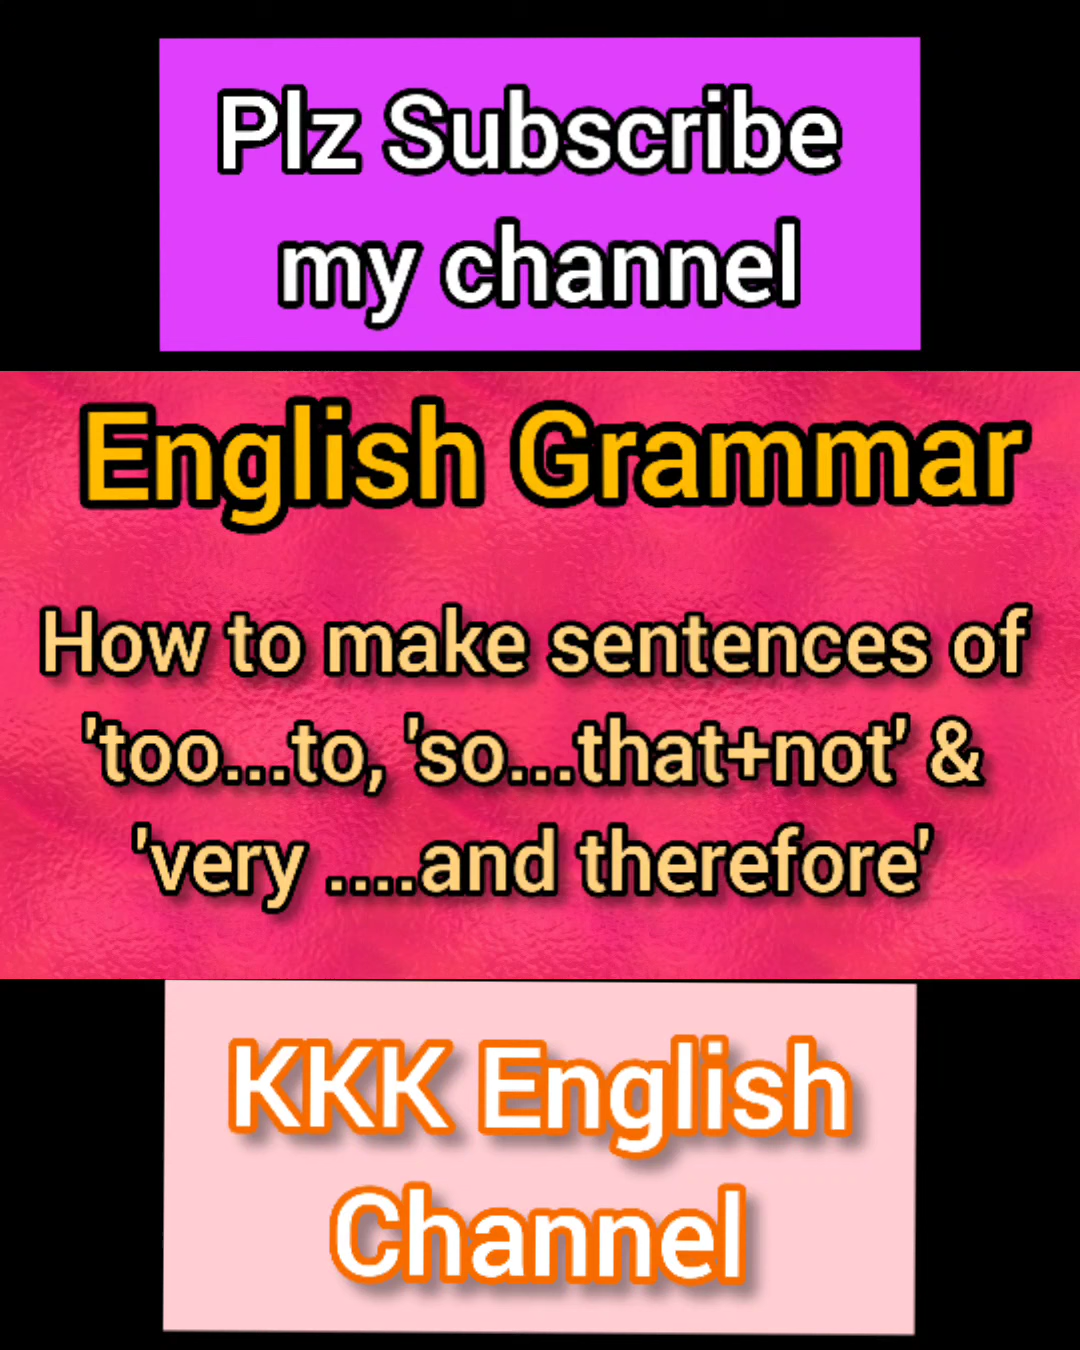 Plz Subscribe
my channel
English Grammar
How to make sentences of
'too...to, 'so...that+not' &
'very ....and therefore'
KKK English
Channel